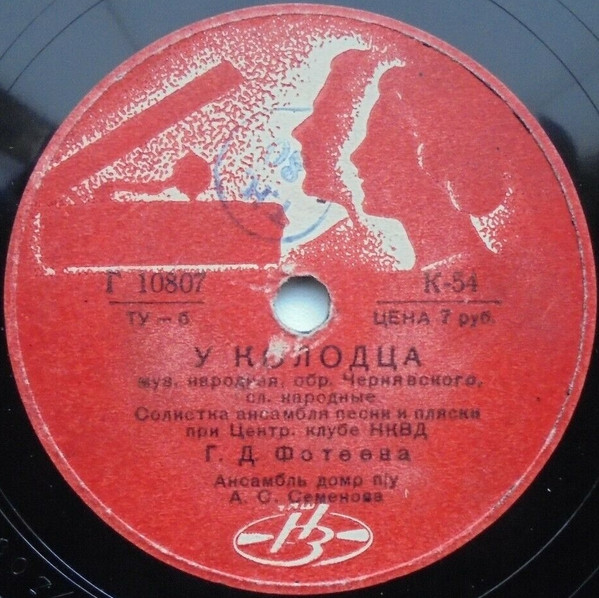 Г 10807
К-54
ТУ-б
ЦЕНА 7 руб.
У КОЛОДЦА
муз. народная, обр. Чернявского,
сл. народные
Солистка ансамбля песни и пляски
при Центр. клубе НКВД
Г. Д. Фотеева
Ансамбль домр п/у
А. С. Семенова
НЗ